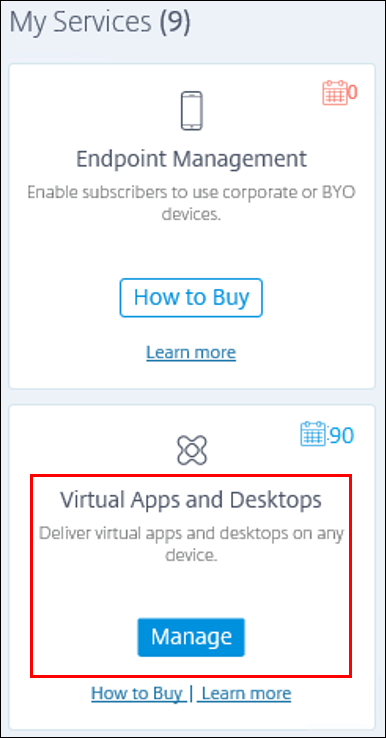 My Services (9)
0
Endpoint Management
Enable subscribers to use corporate or BYO
devices.
How to Buy
Learn more
90
Virtual Apps and Desktops
Deliver virtual apps and desktops on any
device.
Manage
How to Buy | Learn more